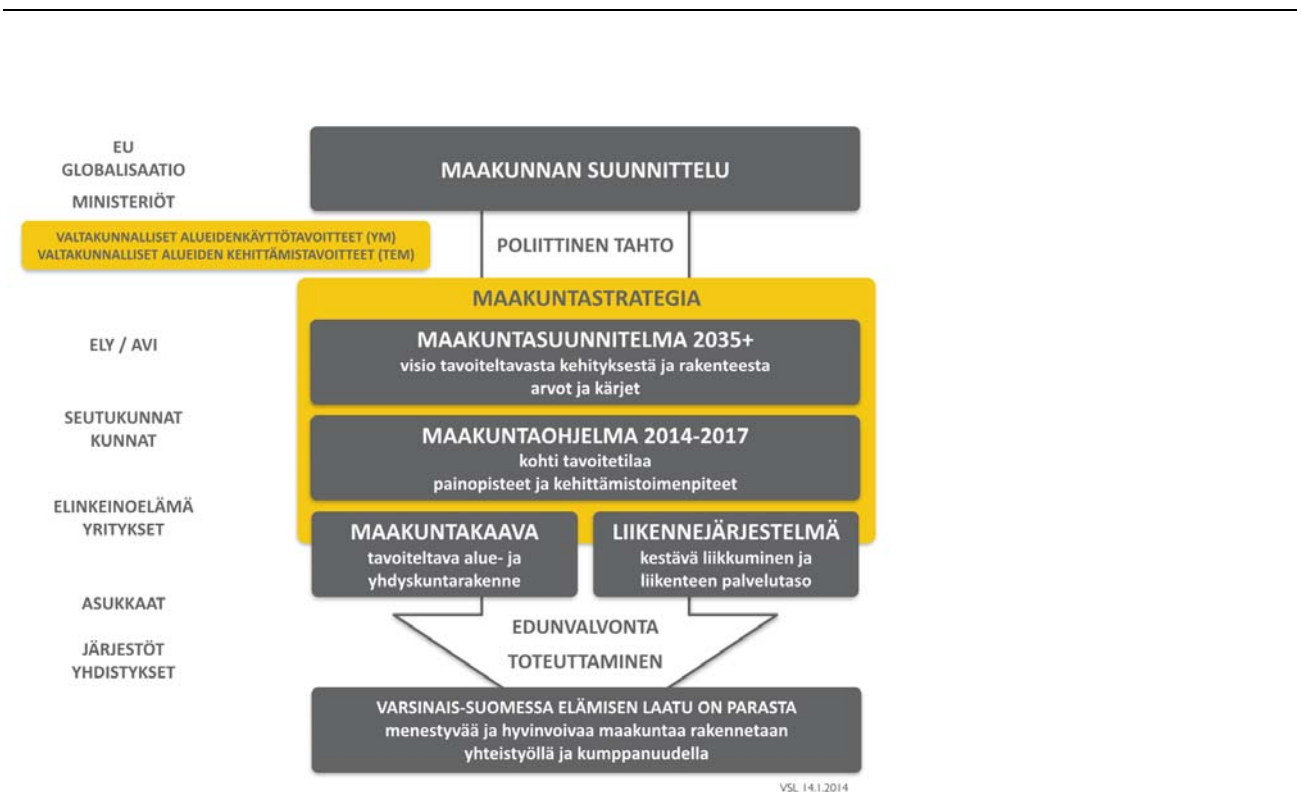 EU
GLOBALISAATIO
MINISTERIÖT
VALTAKUNNALLISET ALUEIDENKÄYTTÖTAVOITTEET (YM)
VALTAKUNNALLISET ALUEIDEN KEHITTÄMISTAVOITTEET (TEM)
ELY / AVI
SEUTUKUNNAT
KUNNAT
ELINKEINOELÄMÄ
YRITYKSET
ASUKKAAT
JÄRJESTÖT
YHDISTYKSET
MAAKUNNAN SUUNNITTELU
POLIITTINEN TAHTO
MAAKUNTASTRATEGIA
MAAKUNTASUUNNITELMA 2035+
visio tavoiteltavasta kehityksestä ja rakenteesta
arvot ja kärjet
MAAKUNTAOHJELMA 2014-2017
kohti tavoitetilaa
painopisteet ja kehittämistoimenpiteet
MAAKUNTAKAAVA
tavoiteltava alue- ja
yhdyskuntarakenne
LIIKENNEJÄRJESTELMÄ
kestävä liikkuminen ja
liikenteen palvelutaso
EDUNVALVONTA
TOTEUTTAMINEN
VARSINAIS-SUOMESSA ELÄMISEN LAATU ON PARASTA
menestyvää ja hyvinvoivaa maakuntaa rakennetaan
yhteistyöllä ja kumppanuudella
VSL 14.1.2014